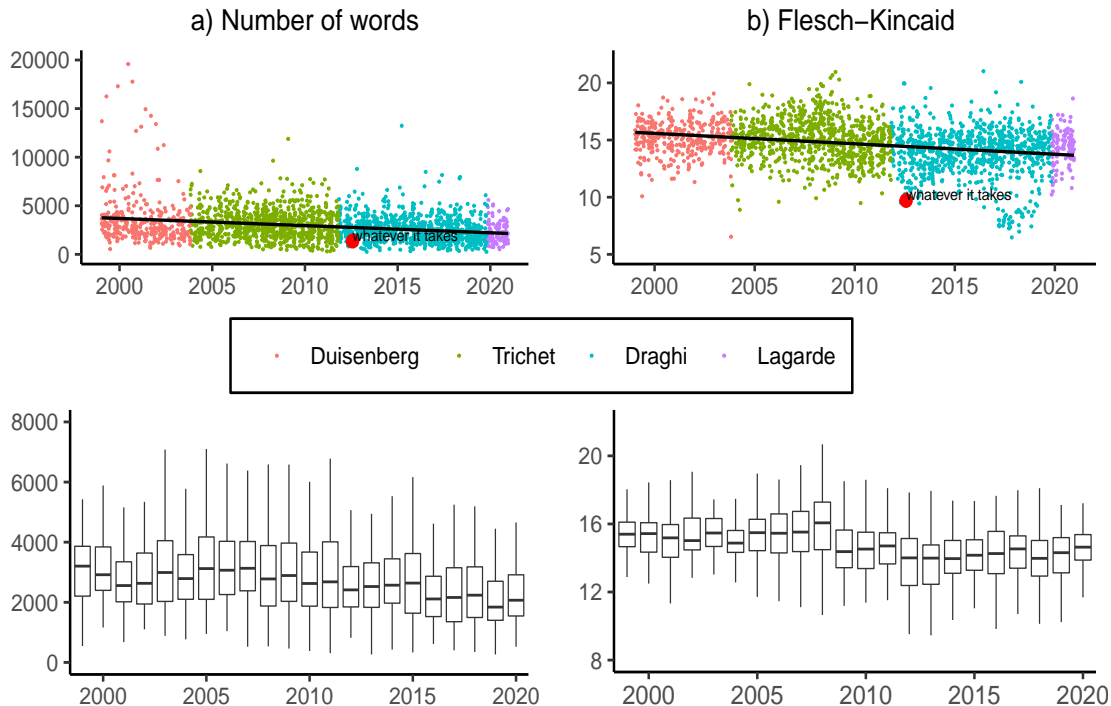 a) Number of words
b) Flesch−Kincaid
20000
15000
10000
5000
0
whatever it takes
2000 2005 2010 2015 2020
20
15
10
5
whatever it takes
2000 2005 2010 2015 2020
Duisenberg Trichet Draghi Lagarde
8000
6000
4000
2000
0
2000 2005 2010 2015 2020
20
16
12
8
2000 2005 2010 2015 2020